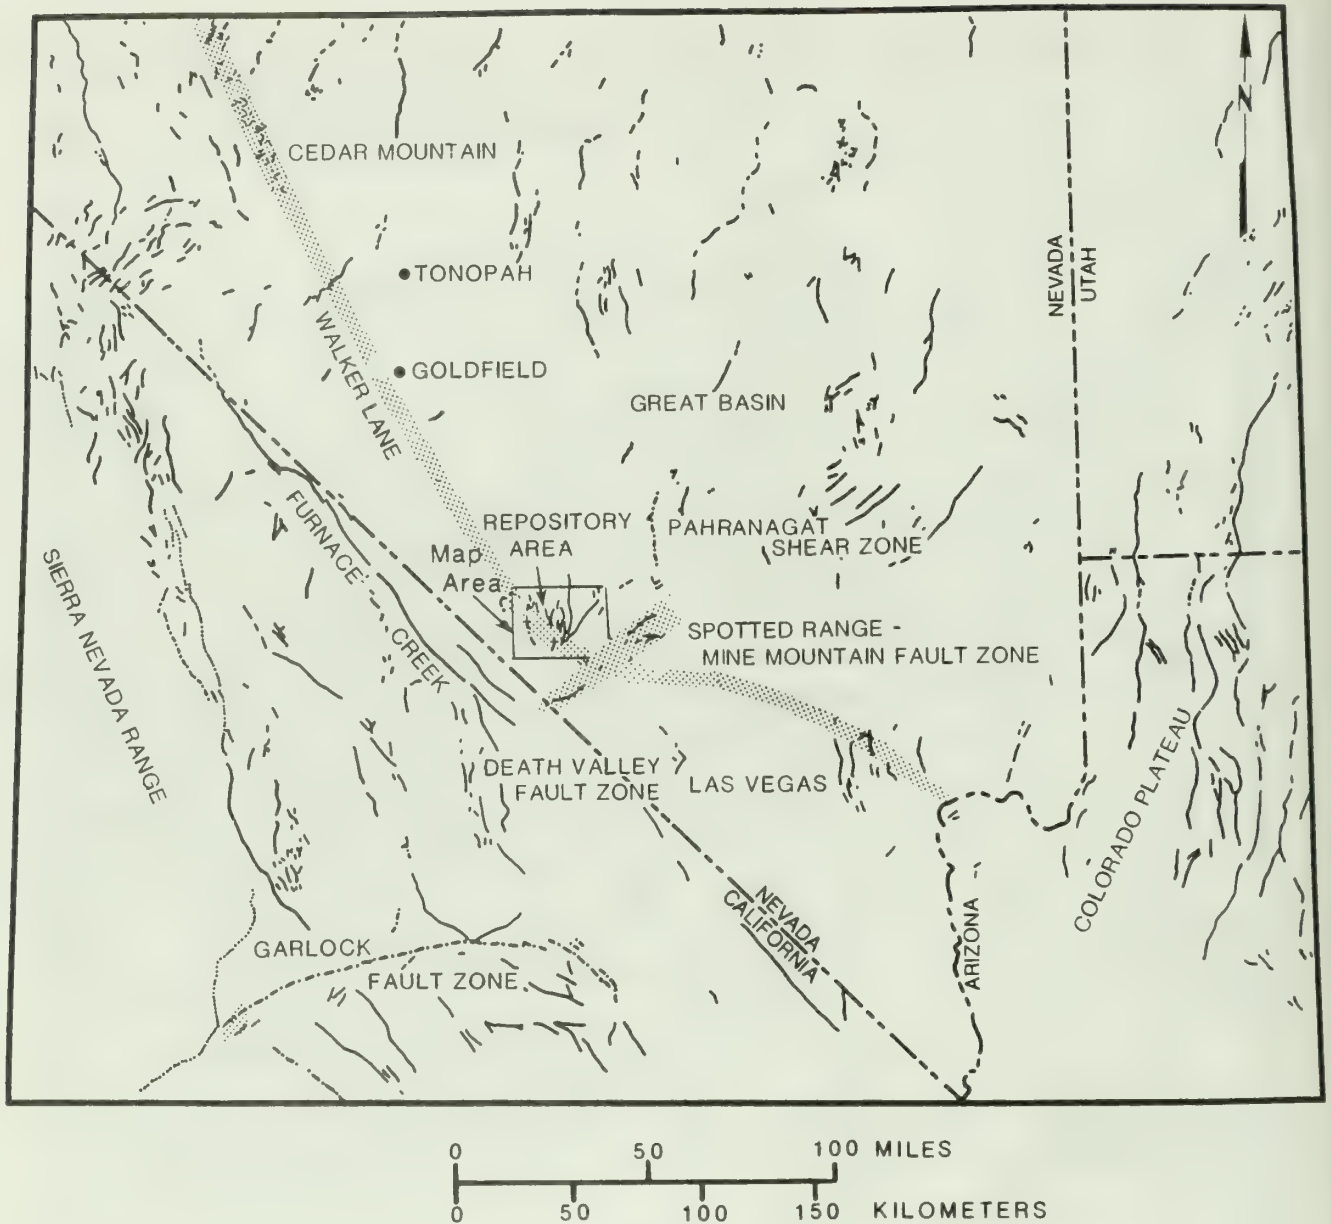 N
CEDAR MOUNTAIN
TONOPAH
NEVADA
UTAH
WALKER LANE
GOLDFIELD
GREAT BASIN
FURNACE CREEK
REPOSITORY
AREA
PAHRANAGAT
SHEAR ZONE
Map
Area
SIERRA NEVADA RANGE
SPOTTED RANGE -
MINE MOUNTAIN FAULT ZONE
COLORADO PLATEAU
DEATH VALLEY
FAULT ZONE
LAS VEGAS
NEVADA
CALIFORNIA
ARIZONA
GARLOCK
FAULT ZONE
0 50 100 MILES
0 50 100 150 KILOMETERS